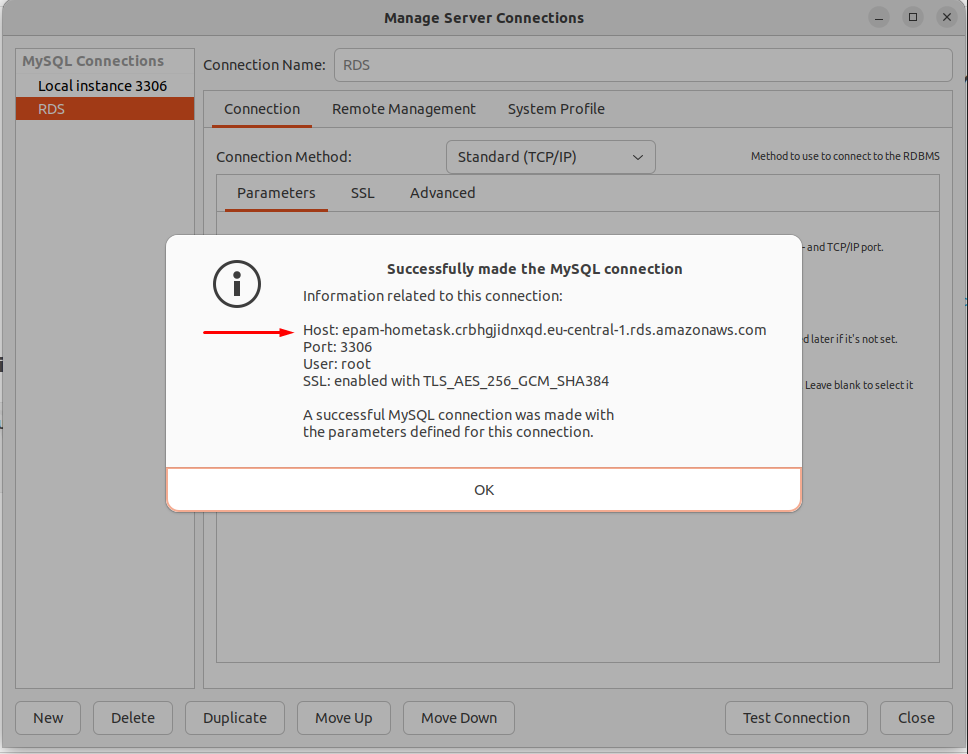 Manage Server Connections
MySQL Connections
Local instance 3306
RDS
Connection Name: RDS
Connection Remote Management System Profile
Connection Method: Standard (TCP/IP) Method to use to connect to the RDBMS
Parameters SSL Advanced
- and TCP/IP port.
later if it's not set.
Leave blank to select it
Successfully made the MySQL connection
Information related to this connection:
Host: epam-hometask.crbhgjidnxqd.eu-central-1.rds.amazonaws.com
Port: 3306
User: root
SSL: enabled with TLS_AES_256_GCM_SHA384
A successful MySQL connection was made with
the parameters defined for this connection.
OK
New Delete Duplicate Move Up Move Down Test Connection Close